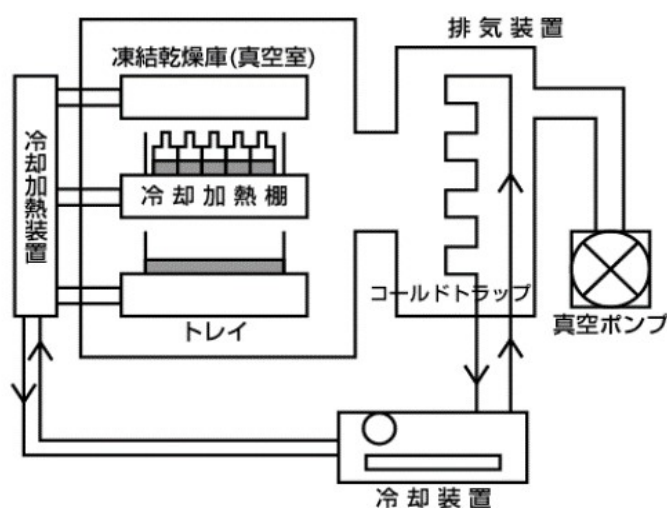 排気装置
凍結乾燥庫(真空室)
冷却加熱装置
冷却加熱棚
コールドトラップ
トレイ
真空ポンプ
冷却装置